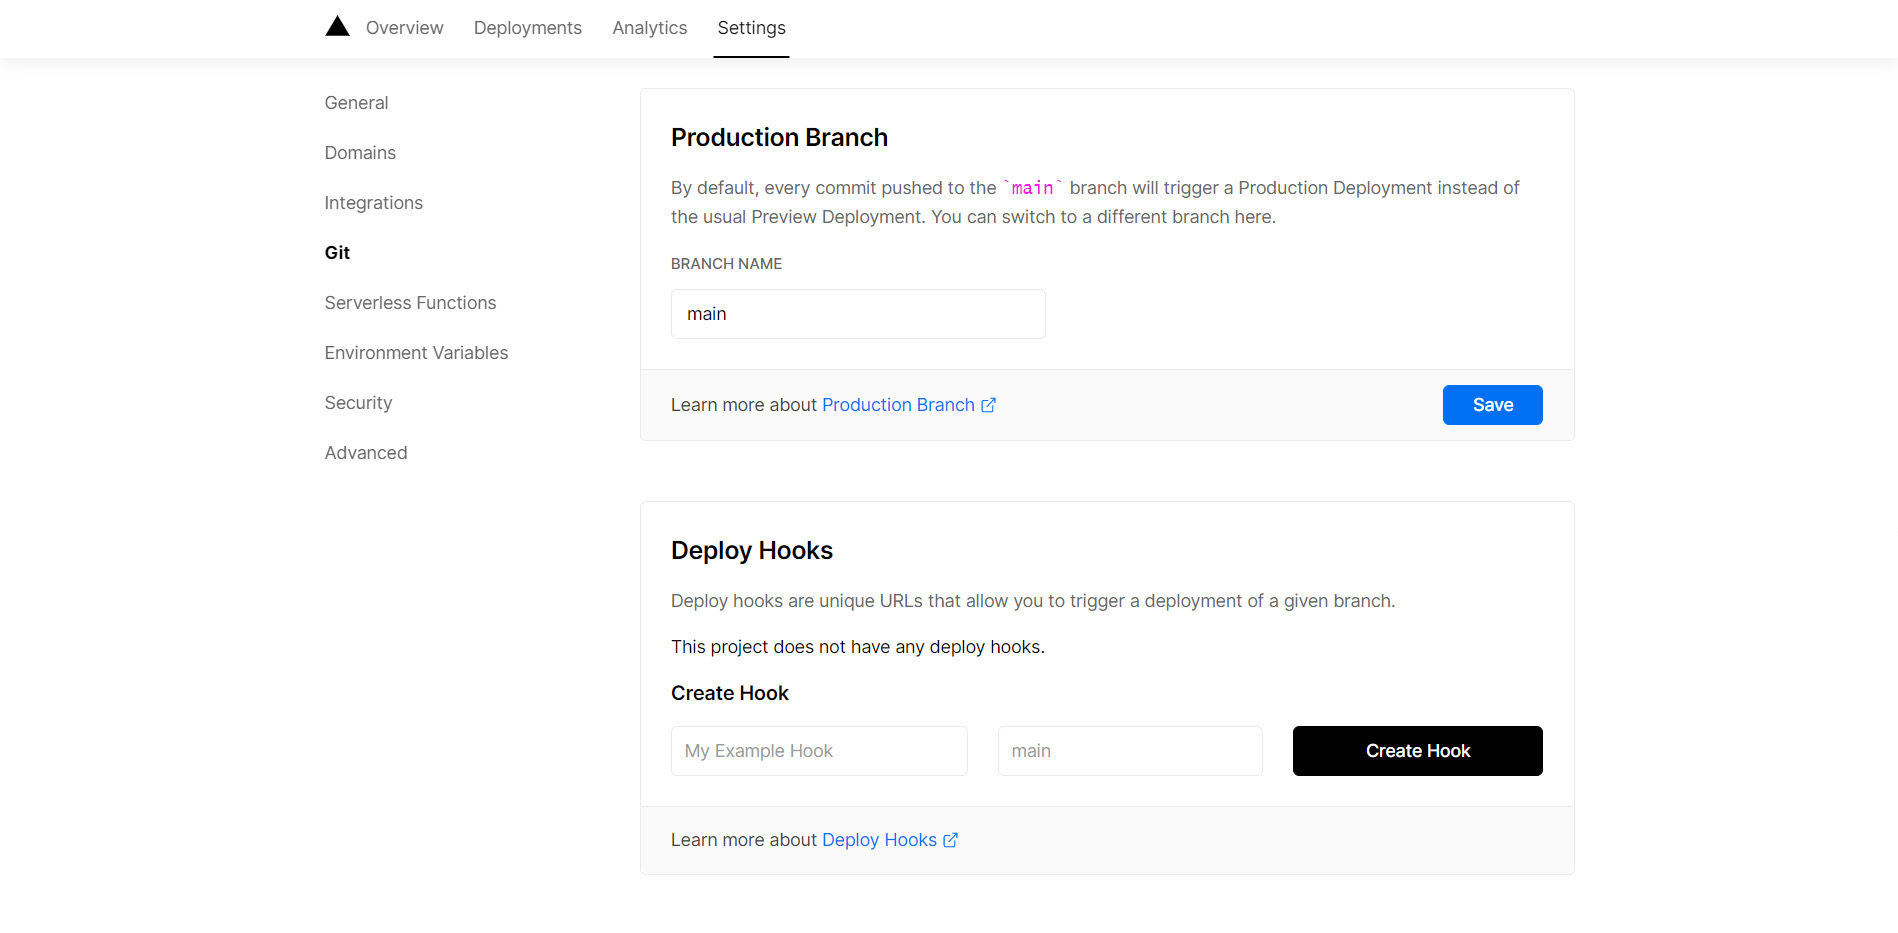 Overview Deployments Analytics Settings
General
Domains
Integrations
Git
Serverless Functions
Environment Variables
Security
Advanced
Production Branch
By default, every commit pushed to the `main` branch will trigger a Production Deployment instead of
the usual Preview Deployment. You can switch to a different branch here.
BRANCH NAME
main
Learn more about Production Branch
Save
Deploy Hooks
Deploy hooks are unique URLs that allow you to trigger a deployment of a given branch.
This project does not have any deploy hooks.
Create Hook
My Example Hook main Create Hook
Learn more about Deploy Hooks